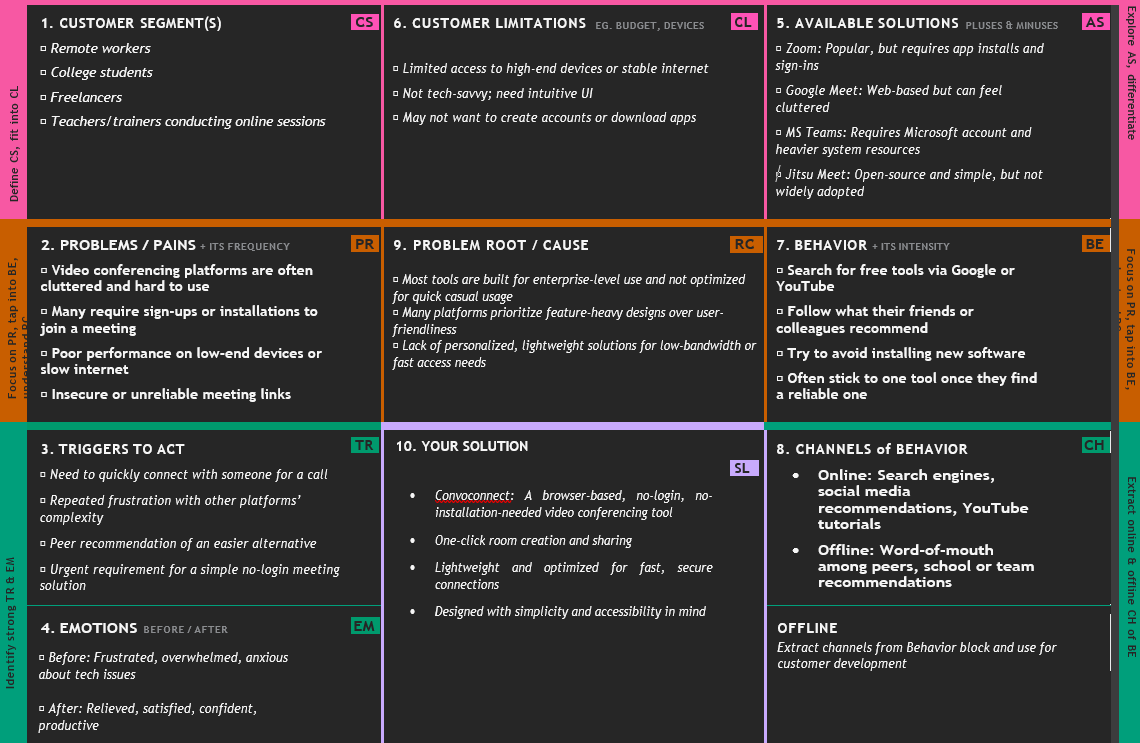 1. CUSTOMER SEGMENT(S)
CS
▫ Remote workers
▫ College students
▫ Freelancers
▫ Teachers/trainers conducting online sessions
6. CUSTOMER LIMITATIONS EG. BUDGET, DEVICES
CL
▫ Limited access to high-end devices or stable internet
▫ Not tech-savvy; need intuitive UI
▫ May not want to create accounts or download apps
5. AVAILABLE SOLUTIONS PLUSES & MINUSES
AS
▫ Zoom: Popular, but requires app installs and
sign-ins
▫ Google Meet: Web-based but can feel
cluttered
▫ MS Teams: Requires Microsoft account and
heavier system resources
▫ Jitsu Meet: Open-source and simple, but not
widely adopted
Define CS, fit into CL
Explore AS, differentiate
2. PROBLEMS / PAINS + ITS FREQUENCY
PR
▫ Video conferencing platforms are often
cluttered and hard to use
▫ Many require sign-ups or installations to
join a meeting
▫ Poor performance on low-end devices or
slow internet
▫ Insecure or unreliable meeting links
9. PROBLEM ROOT / CAUSE
RC
▫ Most tools are built for enterprise-level use and not optimized
for quick casual usage
▫ Many platforms prioritize feature-heavy designs over user-
friendliness
▫ Lack of personalized, lightweight solutions for low-bandwidth or
fast access needs
7. BEHAVIOR + ITS INTENSITY
BE
▫ Search for free tools via Google or
YouTube
▫ Follow what their friends or
colleagues recommend
▫ Try to avoid installing new software
▫ Often stick to one tool once they find
a reliable one
Focus on PR, tap into BE,
understand RC
Focus on PR, tap into BE,
3. TRIGGERS TO ACT
TR
▫ Need to quickly connect with someone for a call
▫ Repeated frustration with other platforms’
complexity
▫ Peer recommendation of an easier alternative
▫ Urgent requirement for a simple no-login meeting
solution
4. EMOTIONS BEFORE / AFTER
EM
▫ Before: Frustrated, overwhelmed, anxious
about tech issues
▫ After: Relieved, satisfied, confident,
productive
10. YOUR SOLUTION
SL
• Convoconnect: A browser-based, no-login, no-
installation-needed video conferencing tool
• One-click room creation and sharing
• Lightweight and optimized for fast, secure
connections
• Designed with simplicity and accessibility in mind
8. CHANNELS of BEHAVIOR
CH
• Online: Search engines,
social media
recommendations, YouTube
tutorials
• Offline: Word-of-mouth
among peers, school or team
recommendations
OFFLINE
Extract channels from Behavior block and use for
customer development
Identify strong TR & EM
Extract online & offline CH of BE